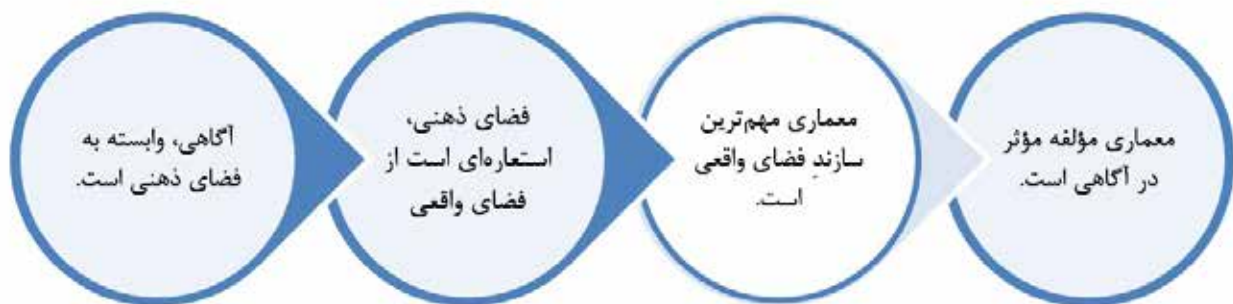 آگاهی، وابسته به
فضای ذهنی است.
فضای ذهنی،
استعاره‌ای است از
فضای واقعی
معماری مهم‌ترین
سازندِ فضای واقعی
است.
معماری مؤلفه مؤثر
در آگاهی است.